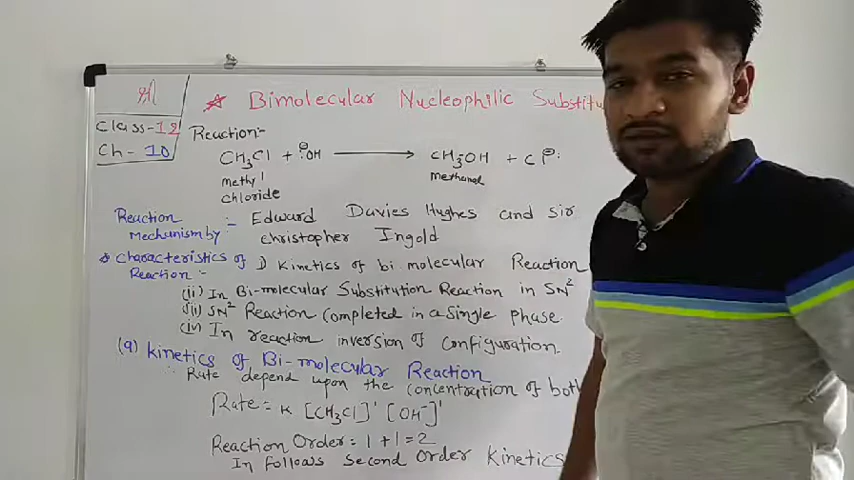 श्री
Class-12
Ch- 10
★ Bimolecular Nucleophilic Substitu
Reaction:-
CH3Cl + ⊖:OH ⟶ CH3OH + Cl⊖:
methyl chloride
methanol
Reaction Mechanism by :- Edward Davies Hughes and Sir
christopher Ingold
characteristics of Reaction :- 1) Kinetics of bi molecular Reaction
(ii) In Bi-molecular Substitution Reaction in SN2
(iii) SN2 Reaction Completed in a Single phase.
(iv) In reaction inversion of Configuration.
(a) Kinetics of Bi-molecular Reaction
∵ Rate depend upon the Concentration of both
Rate := K [CH3Cl]' [OH-]'
Reaction Order:= 1+1=2
In Follows Second Order Kinetics